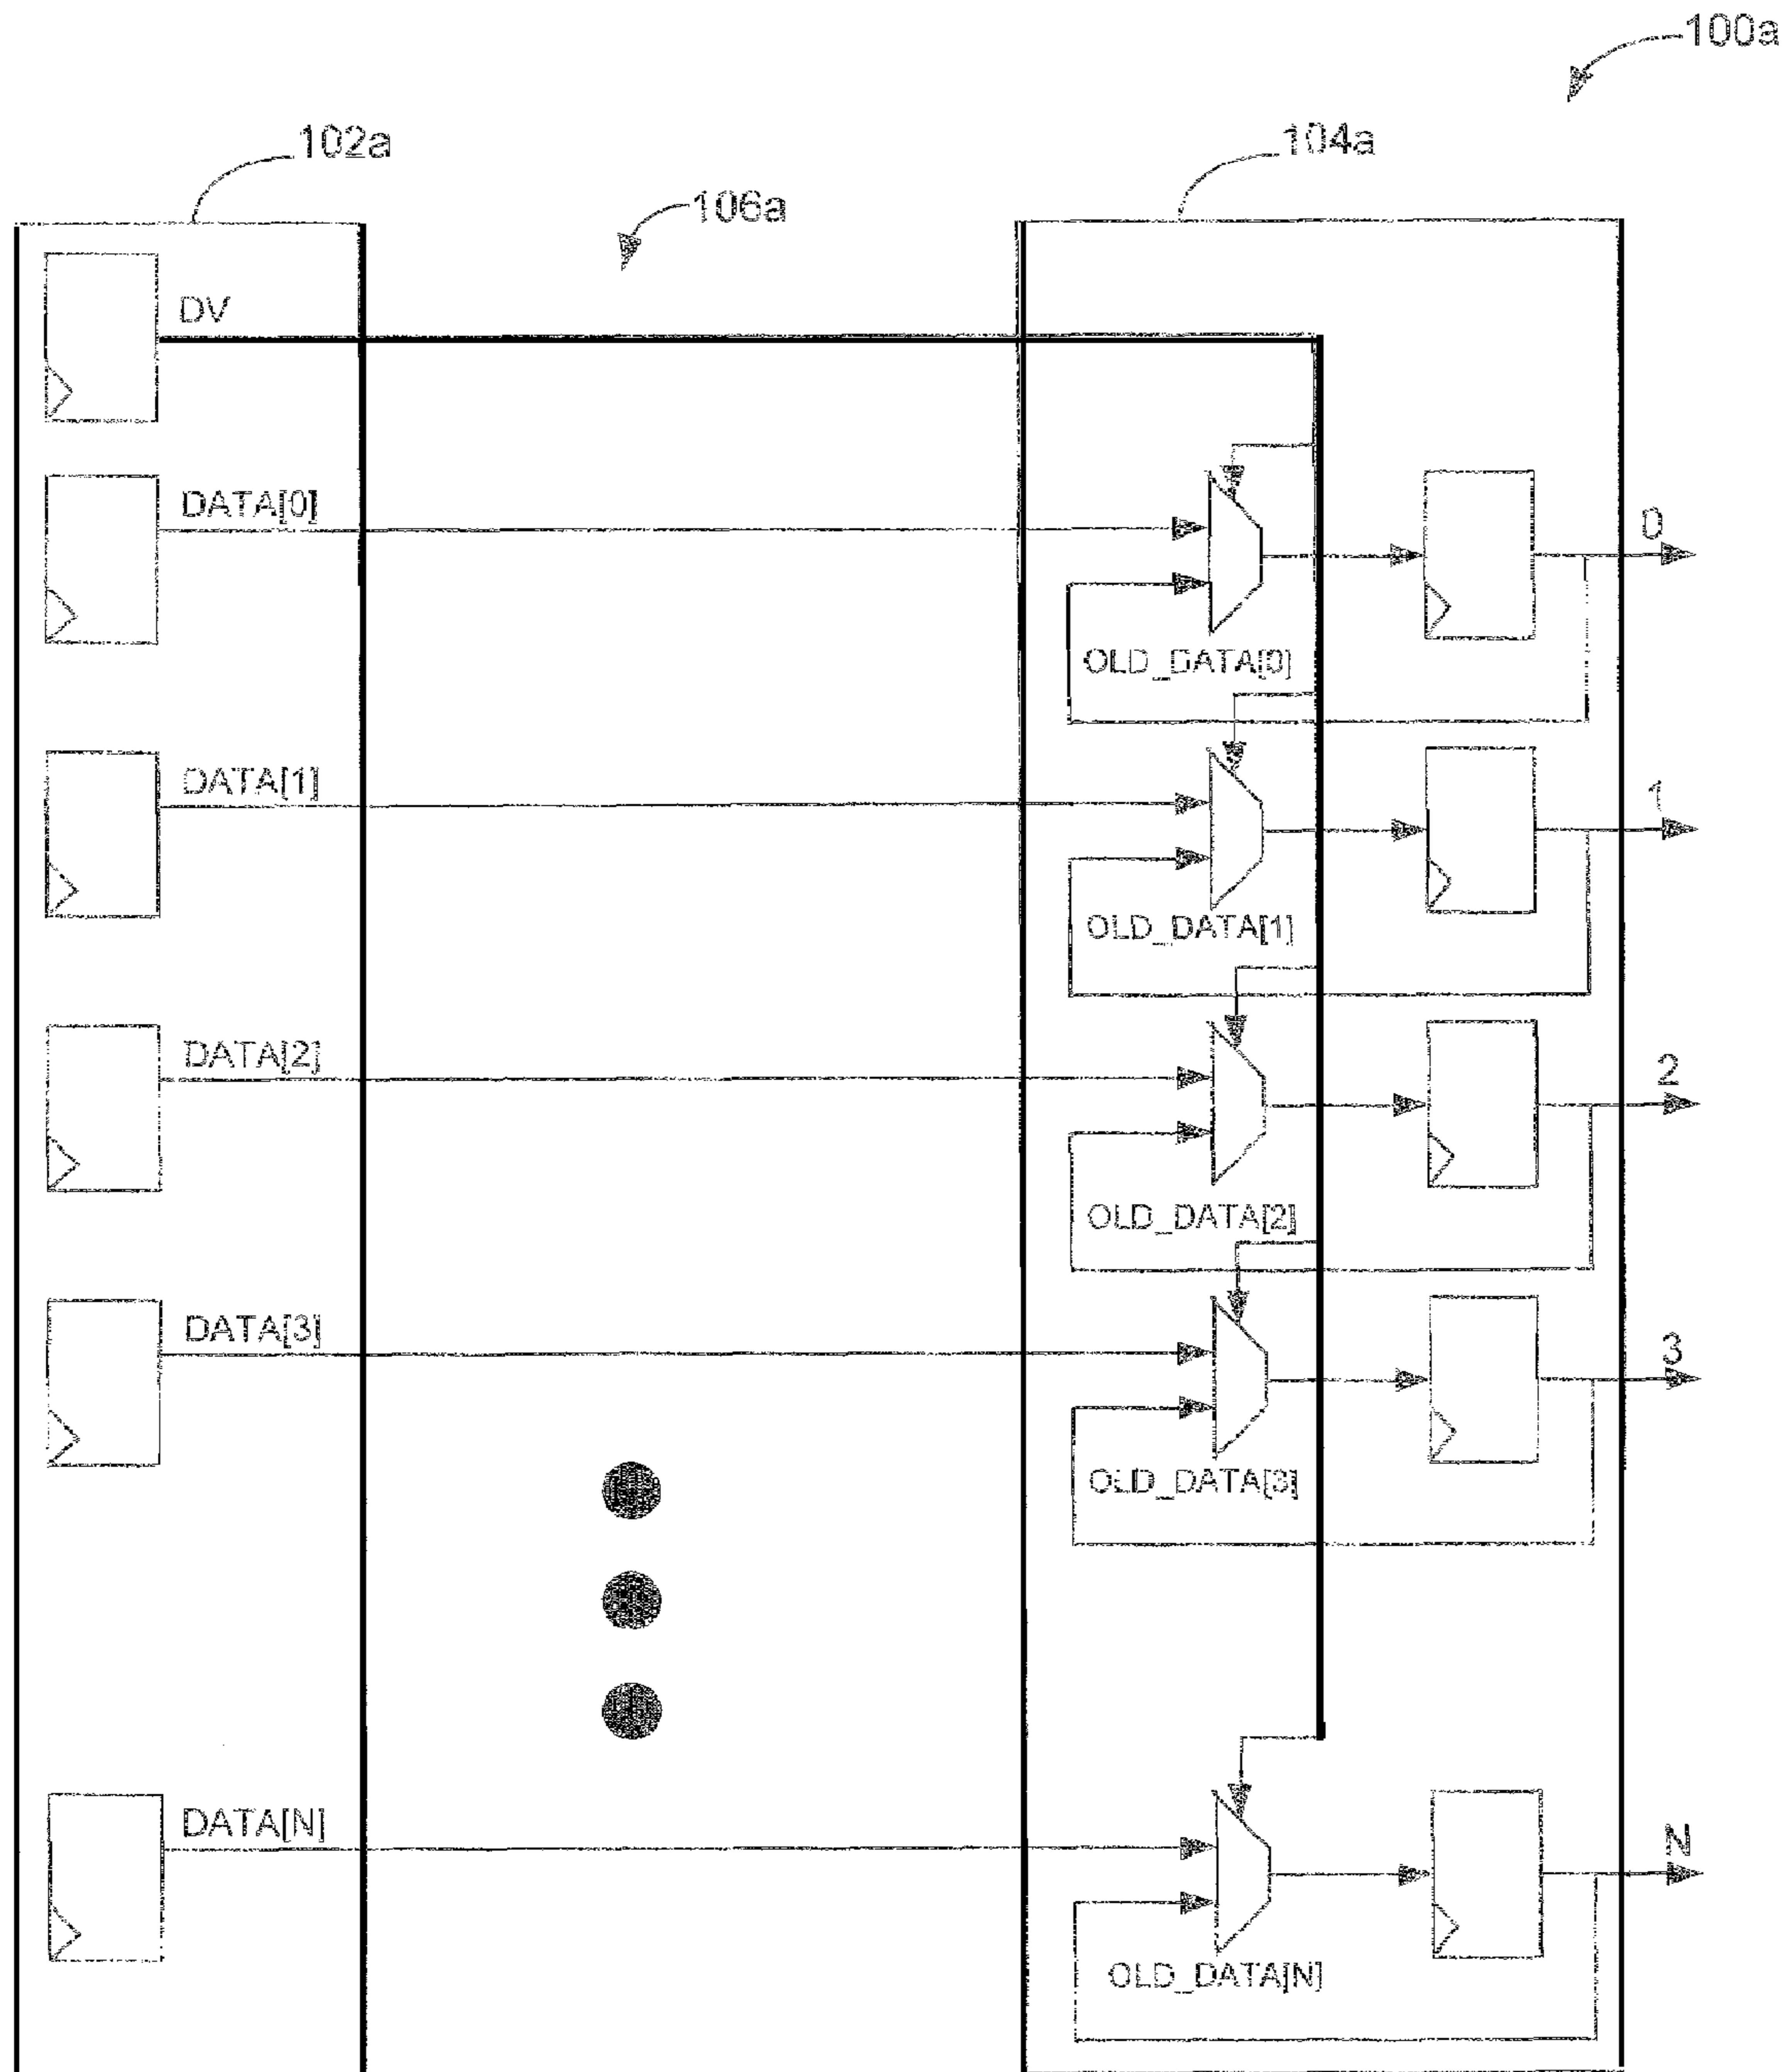 100a
102a
104a
106a
DV
DATA[0]
0
OLD_DATA[0]
DATA[1]
1
OLD_DATA[1]
DATA[2]
2
OLD_DATA[2]
DATA[3]
3
OLD_DATA[3]
DATA[N]
N
OLD_DATA[N]